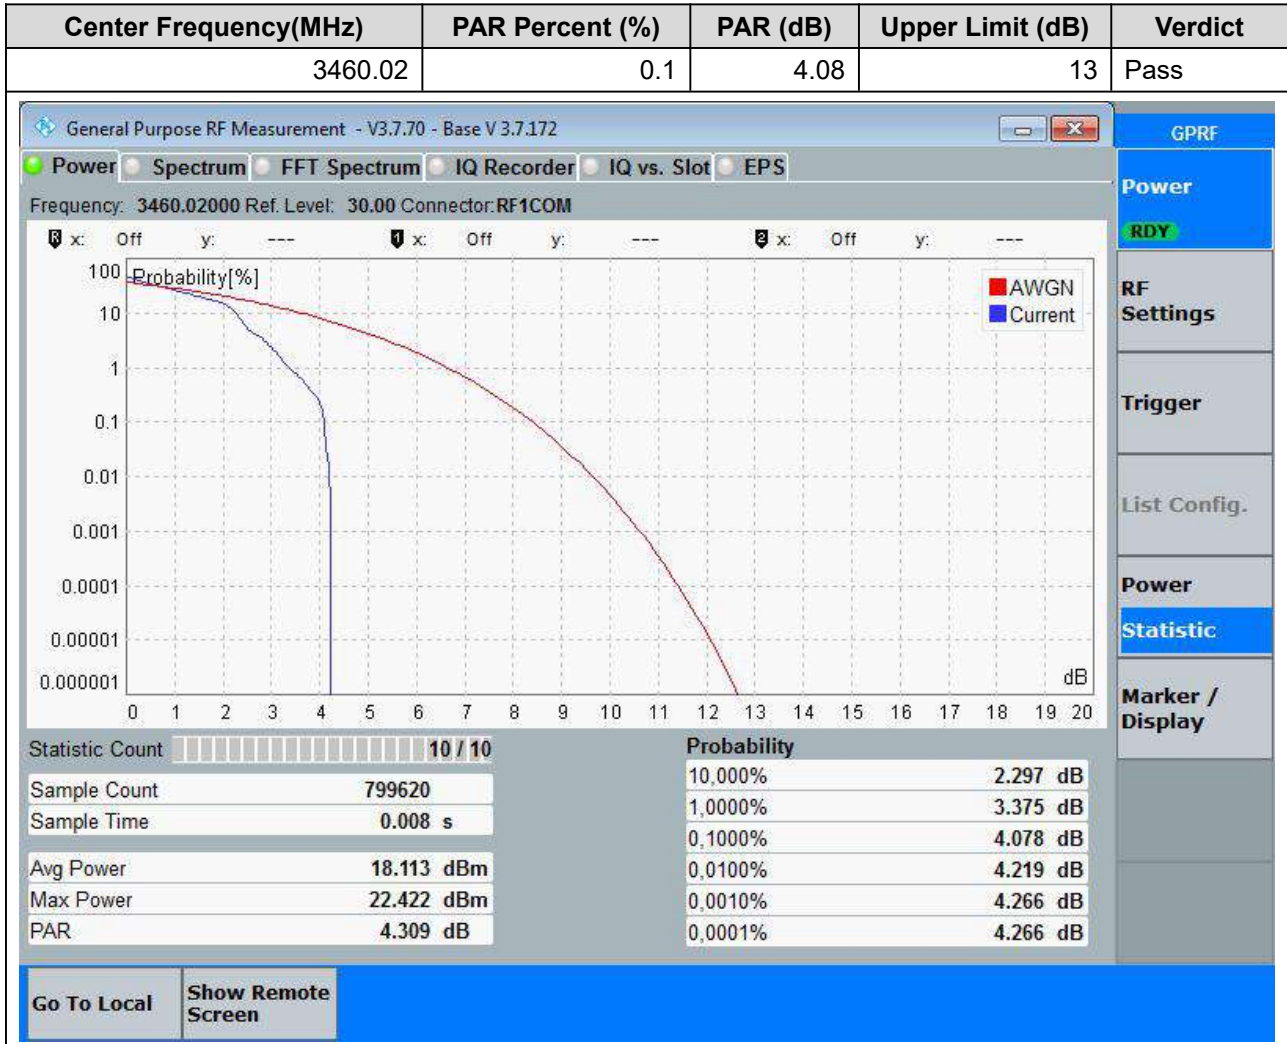 Center Frequency(MHz) PAR Percent (%) PAR (dB) Upper Limit (dB) Verdict
3460.02 0.1 4.08 13 Pass
General Purpose RF Measurement - V3.7.70 - Base V 3.7.172
GPRF
Power Spectrum FFT Spectrum IQ Recorder IQ vs. Slot EPS
Frequency: 3460.02000 Ref. Level: 30.00 Connector:RF1COM
R x: Off y: --- 1 x: Off y: --- 2 x: Off y: ---
Power
RDY
RF
Settings
Trigger
List Config.
Power
Statistic
Marker /
Display
Probability[%]
AWGN
Current
100
10
1
0.1
0.01
0.001
0.0001
0.00001
0.000001
dB
0 1 2 3 4 5 6 7 8 9 10 11 12 13 14 15 16 17 18 19 20
Statistic Count 10 / 10
Sample Count 799620
Sample Time 0.008 s
Avg Power 18.113 dBm
Max Power 22.422 dBm
PAR 4.309 dB
Probability
10,000% 2.297 dB
1,0000% 3.375 dB
0,1000% 4.078 dB
0,0100% 4.219 dB
0,0010% 4.266 dB
0,0001% 4.266 dB
Go To Local
Show Remote
Screen